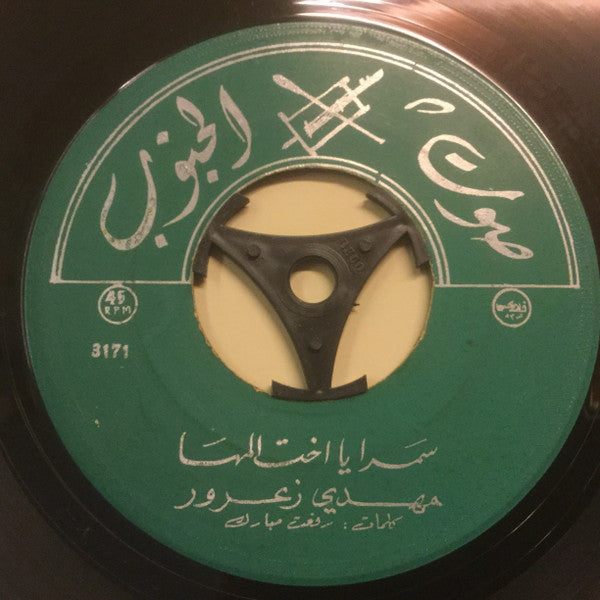 صوت الجنوب
45
RPM
3171
سمرا يا اخت المها
مهدي زعرور
كلمات : رفعت مبارك